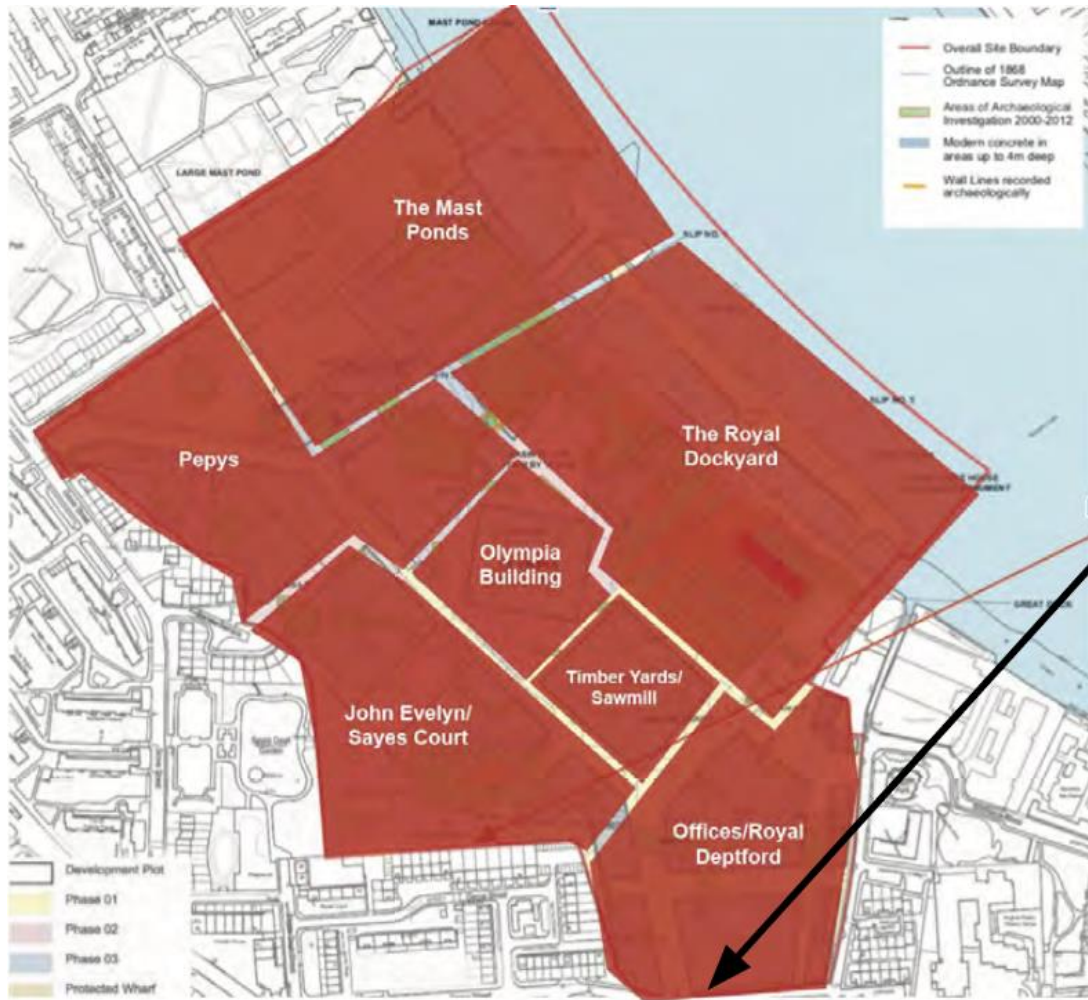 MAST POND
Overall Site Boundary
Outline of 1868
Ordnance Survey Map
Areas of Archaeological
Investigation 2000-2012
Modern concrete in
areas up to 4m deep
Wall Lines recorded
archaeologically
LARGE MAST POND
The Mast
Ponds
SLIP NO.
SLIP NO. 1
The Royal
Dockyard
HOUSE
Pepys
Olympia
Building
Timber Yards/
Sawmill
GREAT DOCK
John Evelyn/
Sayes Court
Offices/Royal
Deptford
Development Plot
Phase 01
Phase 02
Phase 03
Protected Wharf